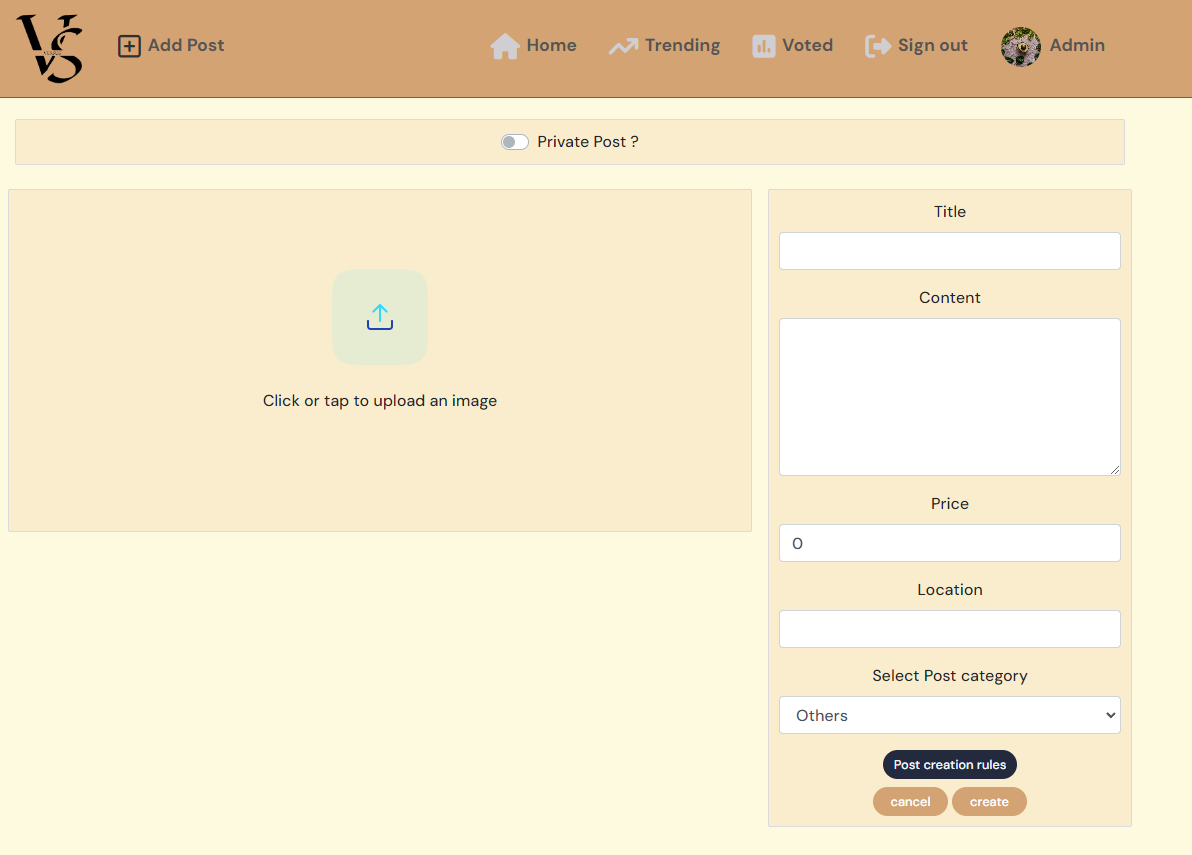 Add Post
Home
Trending
Voted
Sign out
Admin
Private Post ?
Click or tap to upload an image
Title
Content
Price
0
Location
Select Post category
Others
Post creation rules
cancel
create